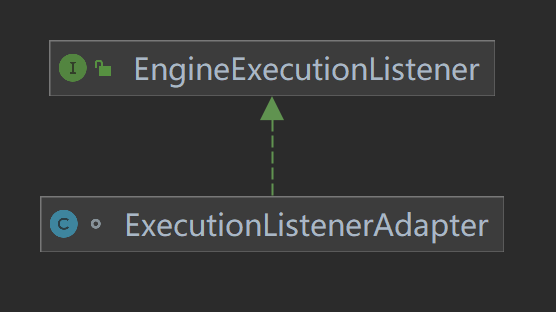 I EngineExecutionListener
C ExecutionListenerAdapter